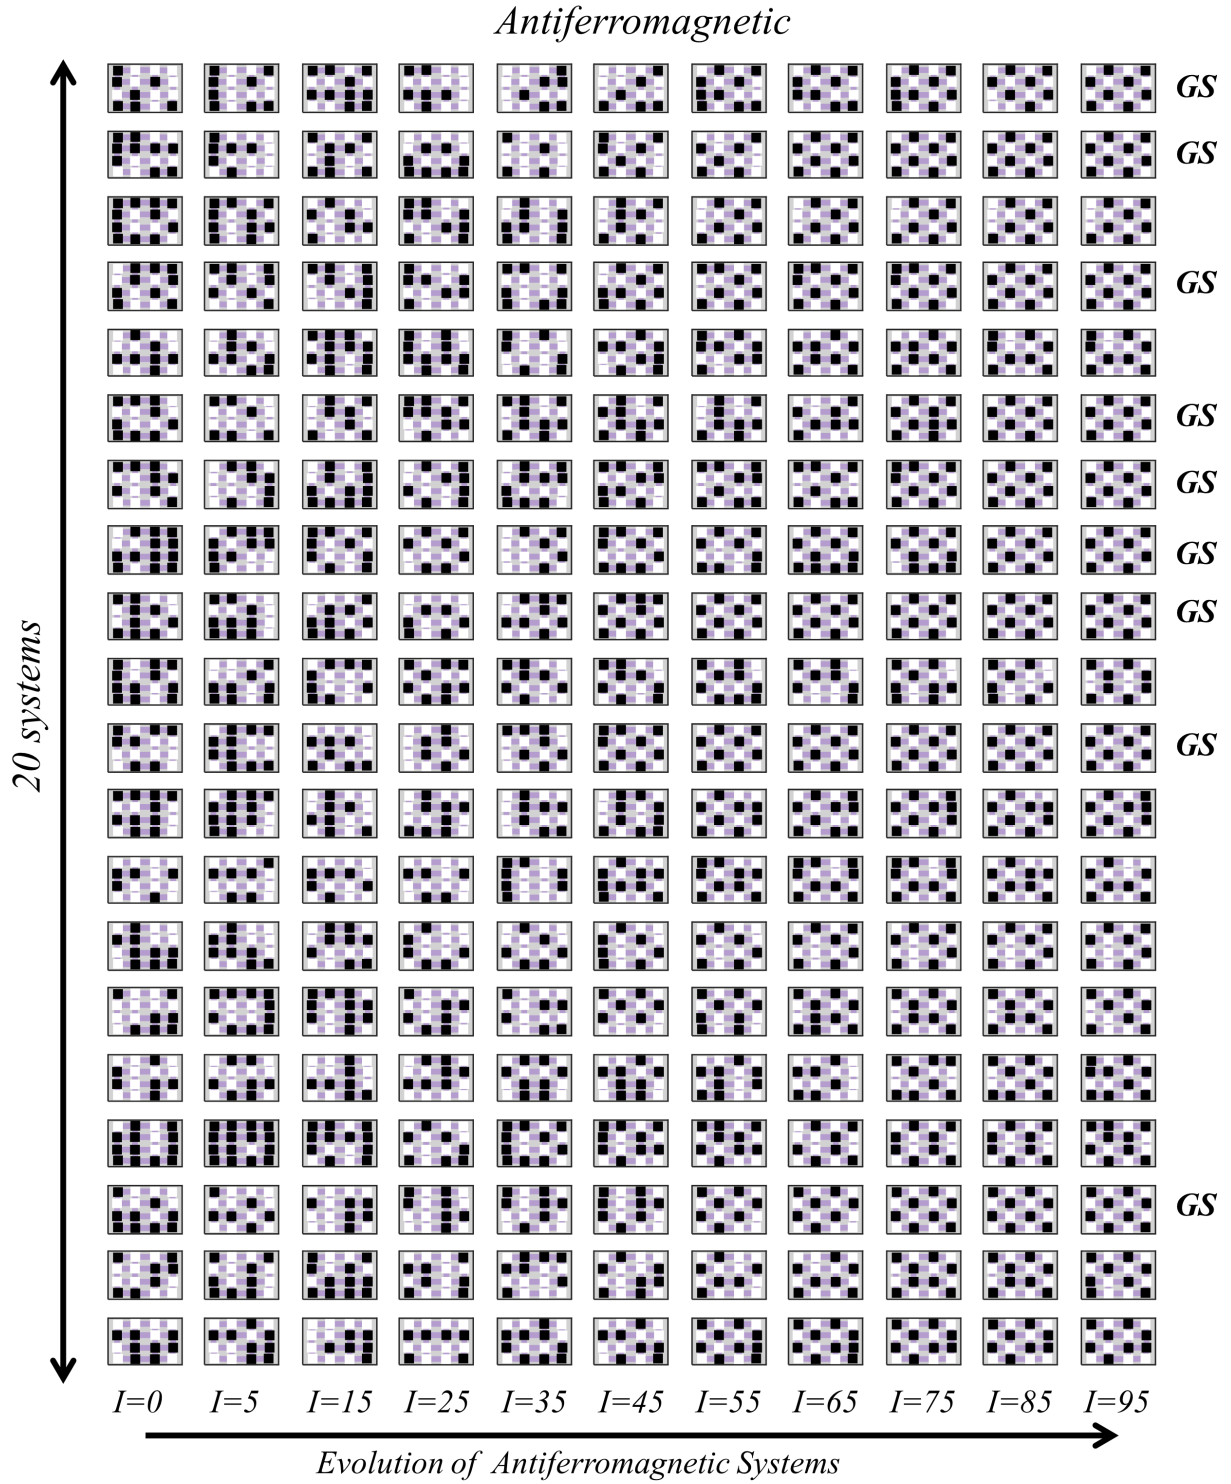 Antiferromagnetic
GS
GS
GS
GS
GS
GS
GS
GS
GS
20 systems
I=0 I=5 I=15 I=25 I=35 I=45 I=55 I=65 I=75 I=85 I=95
Evolution of Antiferromagnetic Systems